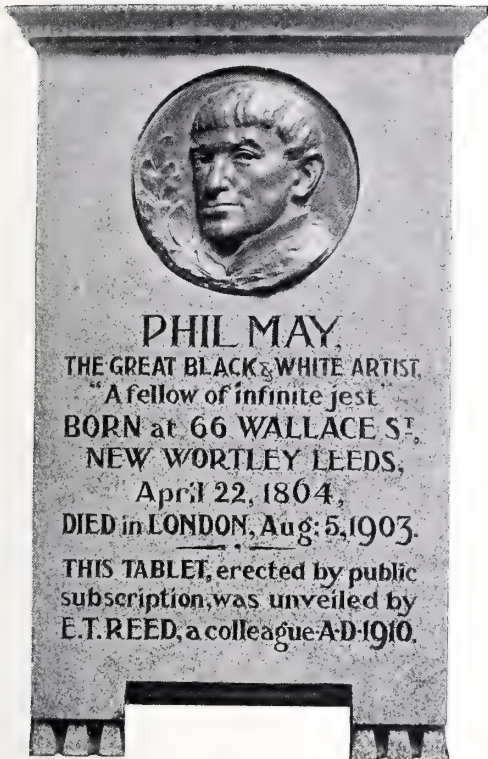 PHIL MAY,
THE GREAT BLACK & WHITE ARTIST,
"A fellow of infinite jest"
BORN at 66 WALLACE ST.,
NEW WORTLEY LEEDS,
April 22, 1864,
DIED in LONDON, Aug: 5, 1903.
THIS TABLET, erected by public
subscription, was unveiled by
E.T. REED, a colleague·A·D·1910.